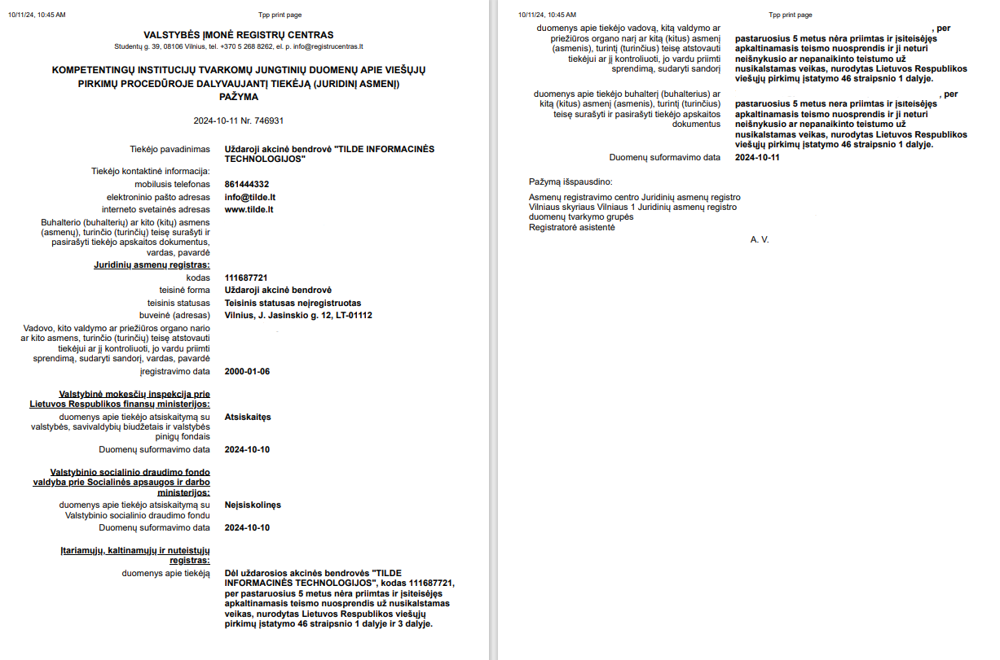 10/11/24, 10:45 AM Tpp print page
VALSTYBĖS ĮMONĖ REGISTRŲ CENTRAS
Studentų g. 39, 08106 Vilnius, tel. +370 5 268 8262, el. p. info@registrucentras.lt
KOMPETENTINGŲ INSTITUCIJŲ TVARKOMŲ JUNGTINIŲ DUOMENŲ APIE VIEŠŲJŲ
PIRKIMŲ PROCEDŪROJE DALYVAUJANTĮ TIEKĖJĄ (JURIDINĮ ASMENĮ)
PAŽYMA
2024-10-11 Nr. 746931
Tiekėjo pavadinimas Uždaroji akcinė bendrovė "TILDE INFORMACINĖS
TECHNOLOGIJOS"
Tiekėjo kontaktinė informacija:
mobilusis telefonas 861444332
elektroninio pašto adresas info@tilde.lt
interneto svetainės adresas www.tilde.lt
Buhalterio (buhalterių) ar kito (kitų) asmens
(asmenų), turinčio (turinčių) teisę surašyti ir
pasirašyti tiekėjo apskaitos dokumentus,
vardas, pavardė
Juridinių asmenų registras:
kodas 111687721
teisinė forma Uždaroji akcinė bendrovė
teisinis statusas Teisinis statusas neįregistruotas
buveinė (adresas) Vilnius, J. Jasinskio g. 12, LT-01112
Vadovo, kito valdymo ar priežiūros organo nario
ar kito asmens, turinčio (turinčių) teisę atstovauti
tiekėjui ar jį kontroliuoti, jo vardu priimti
sprendimą, sudaryti sandorį, vardas, pavardė
įregistravimo data 2000-01-06
Valstybinė mokesčių inspekcija prie
Lietuvos Respublikos finansų ministerijos:
duomenys apie tiekėjo atsiskaitymą su Atsiskaitęs
valstybės, savivaldybių biudžetais ir valstybės
pinigų fondais
Duomenų suformavimo data 2024-10-10
Valstybinio socialinio draudimo fondo
valdyba prie Socialinės apsaugos ir darbo
ministerijos:
duomenys apie tiekėjo atsiskaitymą su Neįsiskolinęs
Valstybinio socialinio draudimo fondu
Duomenų suformavimo data 2024-10-10
Įtariamųjų, kaltinamųjų ir nuteistųjų
registras:
duomenys apie tiekėją Dėl uždarosios akcinės bendrovės "TILDE
INFORMACINĖS TECHNOLOGIJOS", kodas 111687721,
per pastaruosius 5 metus nėra priimtas ir įsiteisėjęs
apkaltinamasis teismo nuosprendis už nusikalstamas
veikas, nurodytas Lietuvos Respublikos viešųjų
pirkimų įstatymo 46 straipsnio 1 dalyje ir 3 dalyje.
10/11/24, 10:45 AM Tpp print page
duomenys apie tiekėjo vadovą, kitą valdymo ar , per
priežiūros organo narį ar kitą (kitus) asmenį pastaruosius 5 metus nėra priimtas ir įsiteisėjęs
(asmenis), turintį (turinčius) teisę atstovauti apkaltinamasis teismo nuosprendis ir ji neturi
tiekėjui ar jį kontroliuoti, jo vardu priimti neišnykusio ar nepanaikinto teistumo už
sprendimą, sudaryti sandorį nusikalstamas veikas, nurodytas Lietuvos Respublikos
viešųjų pirkimų įstatymo 46 straipsnio 1 dalyje.
duomenys apie tiekėjo buhalterį (buhalterius) ar , per
kitą (kitus) asmenį (asmenis), turintį (turinčius) pastaruosius 5 metus nėra priimtas ir įsiteisėjęs
teisę surašyti ir pasirašyti tiekėjo apskaitos apkaltinamasis teismo nuosprendis ir ji neturi
dokumentus neišnykusio ar nepanaikinto teistumo už
nusikalstamas veikas, nurodytas Lietuvos Respublikos
viešųjų pirkimų įstatymo 46 straipsnio 1 dalyje.
Duomenų suformavimo data 2024-10-11
Pažymą išspausdino:
Asmenų registravimo centro Juridinių asmenų registro
Vilniaus skyriaus Vilniaus 1 Juridinių asmenų registro
duomenų tvarkymo grupės
Registratorė asistentė
A. V.